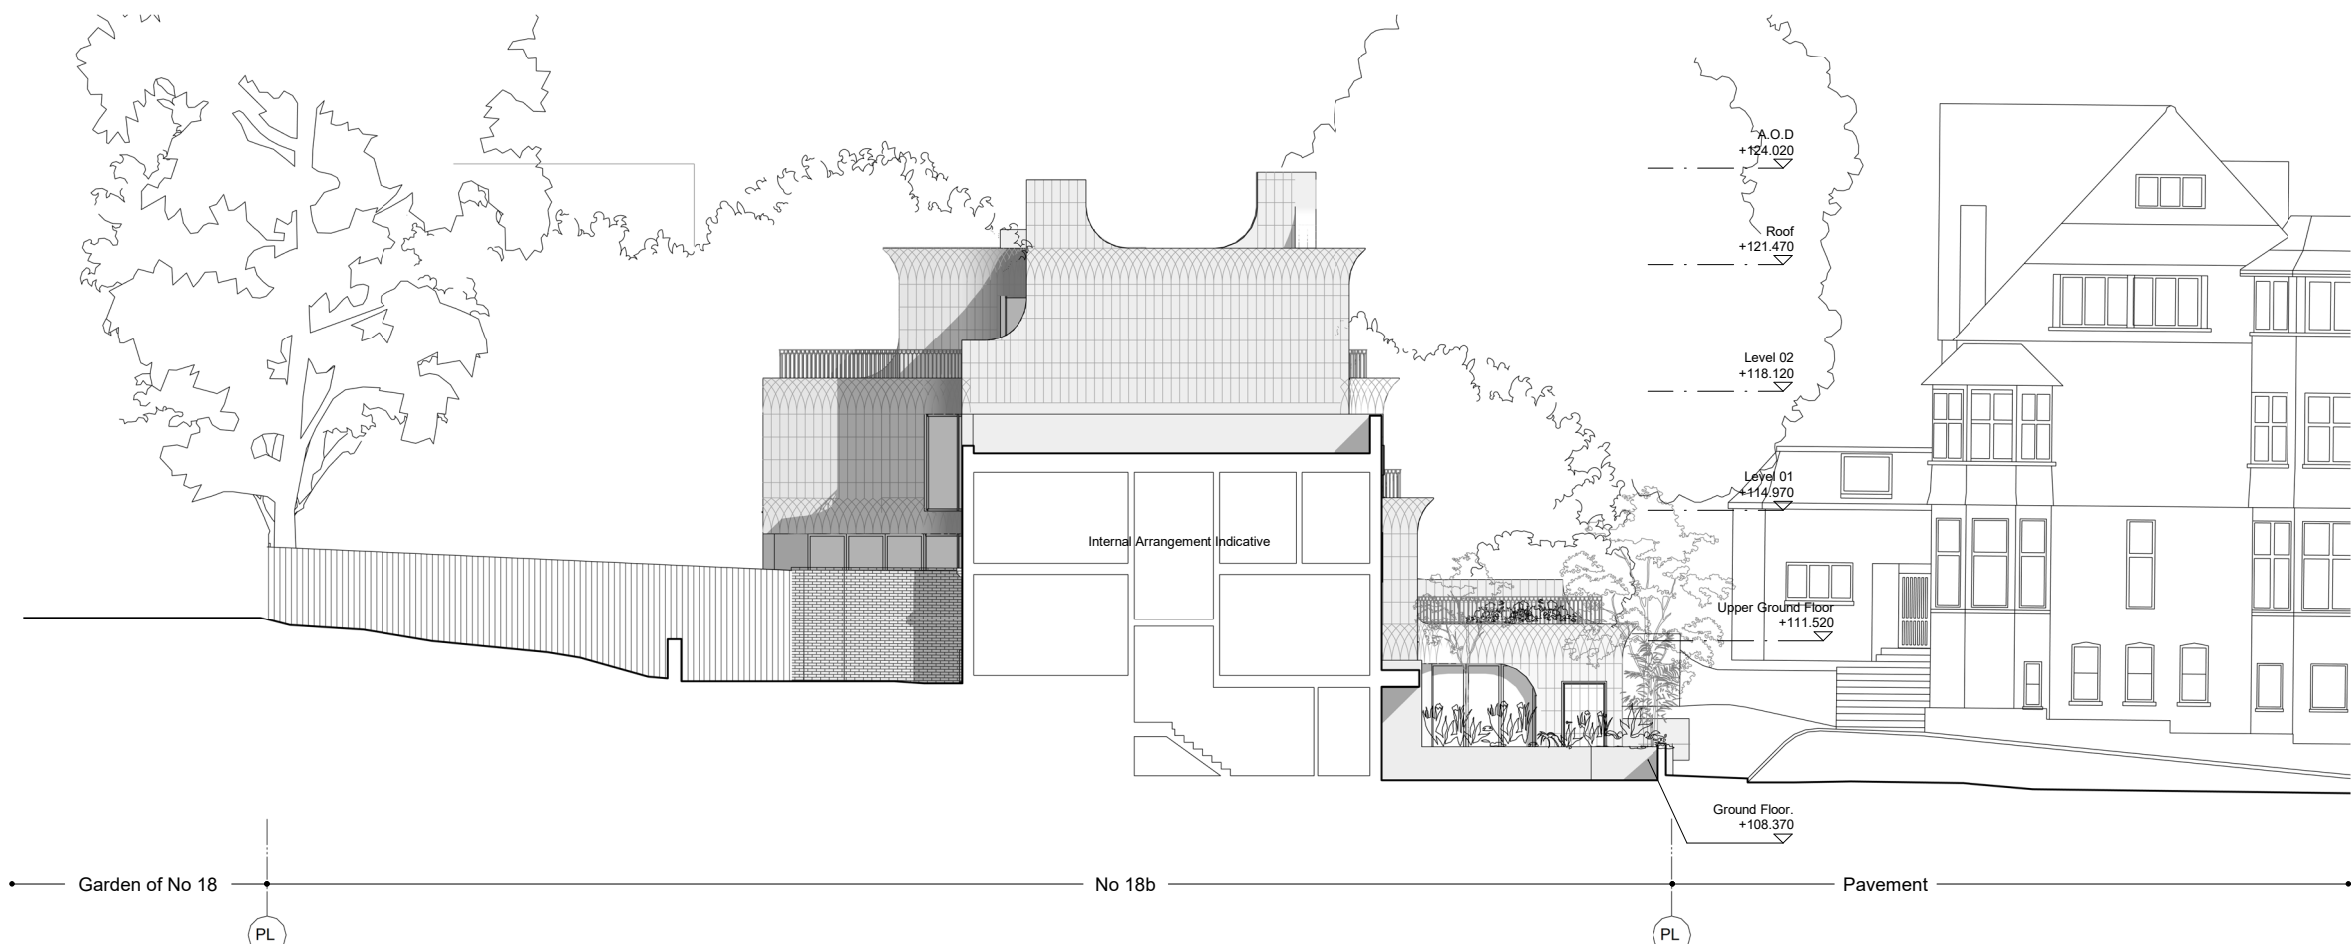 A.O.D
+124.020
Roof
+121.470
Level 02
+118.120
Level 01
+114.970
Internal Arrangement Indicative
Upper Ground Floor
+111.520
Ground Floor.
+108.370
Garden of No 18
No 18b
Pavement
PL
PL